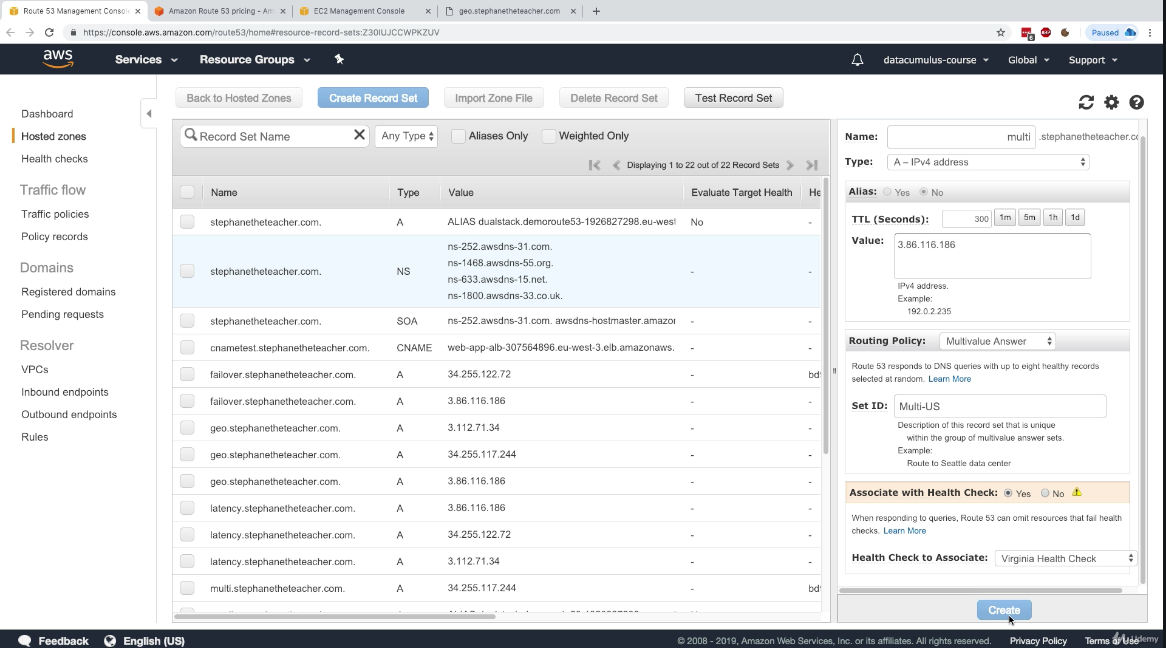 Route 53 Management Consol
Amazon Route 53 pricing - Am
EC2 Management Console
geo.stephanetheteacher.com
https://console.aws.amazon.com/route53/home#resource-record-sets:Z30IUJCCWPKZUV
Paused
aws
Services
Resource Groups
datacumulus-course
Global
Support
Back to Hosted Zones
Create Record Set
Import Zone File
Delete Record Set
Test Record Set
Dashboard
Hosted zones
Health checks
Traffic flow
Traffic policies
Policy records
Domains
Registered domains
Pending requests
Resolver
VPCs
Inbound endpoints
Outbound endpoints
Rules
Record Set Name
Any Type
Aliases Only
Weighted Only
Displaying 1 to 22 out of 22 Record Sets
Name Type Value Evaluate Target Health He
stephanetheteacher.com. A ALIAS dualstack.demoroute53-1926827298.eu-west No -
stephanetheteacher.com. NS ns-252.awsdns-31.com. - -
ns-1468.awsdns-55.org.
ns-633.awsdns-15.net.
ns-1800.awsdns-33.co.uk.
stephanetheteacher.com. SOA ns-252.awsdns-31.com. awsdns-hostmaster.amazon - -
cnametest.stephanetheteacher.com. CNAME web-app-alb-307564896.eu-west-3.elb.amazonaws. - -
failover.stephanetheteacher.com. A 34.255.122.72 - bd
failover.stephanetheteacher.com. A 3.86.116.186 - -
geo.stephanetheteacher.com. A 3.112.71.34 - -
geo.stephanetheteacher.com. A 34.255.117.244 - -
geo.stephanetheteacher.com. A 3.86.116.186 - -
latency.stephanetheteacher.com. A 3.86.116.186 - -
latency.stephanetheteacher.com. A 34.255.122.72 - -
latency.stephanetheteacher.com. A 3.112.71.34 - -
multi.stephanetheteacher.com. A 34.255.117.244 - bd
Name: multi .stephanetheteacher.co
Type: A – IPv4 address
Alias: Yes No
TTL (Seconds): 300 1m 5m 1h 1d
Value: 3.86.116.186
IPv4 address.
Example:
192.0.2.235
Routing Policy: Multivalue Answer
Route 53 responds to DNS queries with up to eight healthy records
selected at random. Learn More
Set ID: Multi-US
Description of this record set that is unique
within the group of multivalue answer sets.
Example:
Route to Seattle data center
Associate with Health Check: Yes No
When responding to queries, Route 53 can omit resources that fail health
checks. Learn More
Health Check to Associate: Virginia Health Check
Create
Feedback
English (US)
© 2008 - 2019, Amazon Web Services, Inc. or its affiliates. All rights reserved.
Privacy Policy
Terms of Use
Udemy